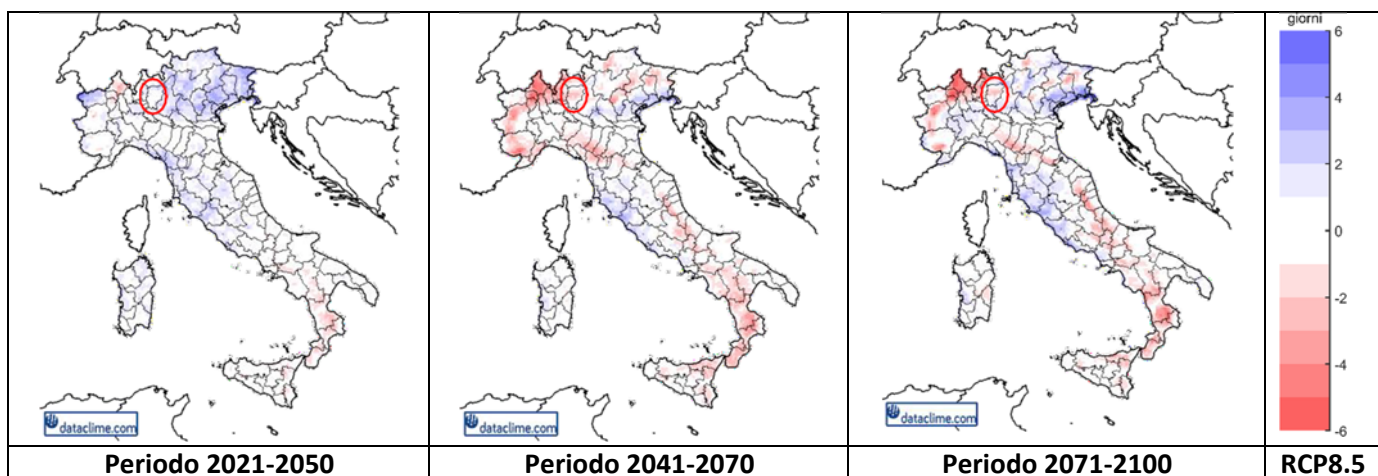 giorni
6
4
2
0
-2
-4
-6
dataclime.com
dataclime.com
dataclime.com
Periodo 2021-2050
Periodo 2041-2070
Periodo 2071-2100
RCP8.5